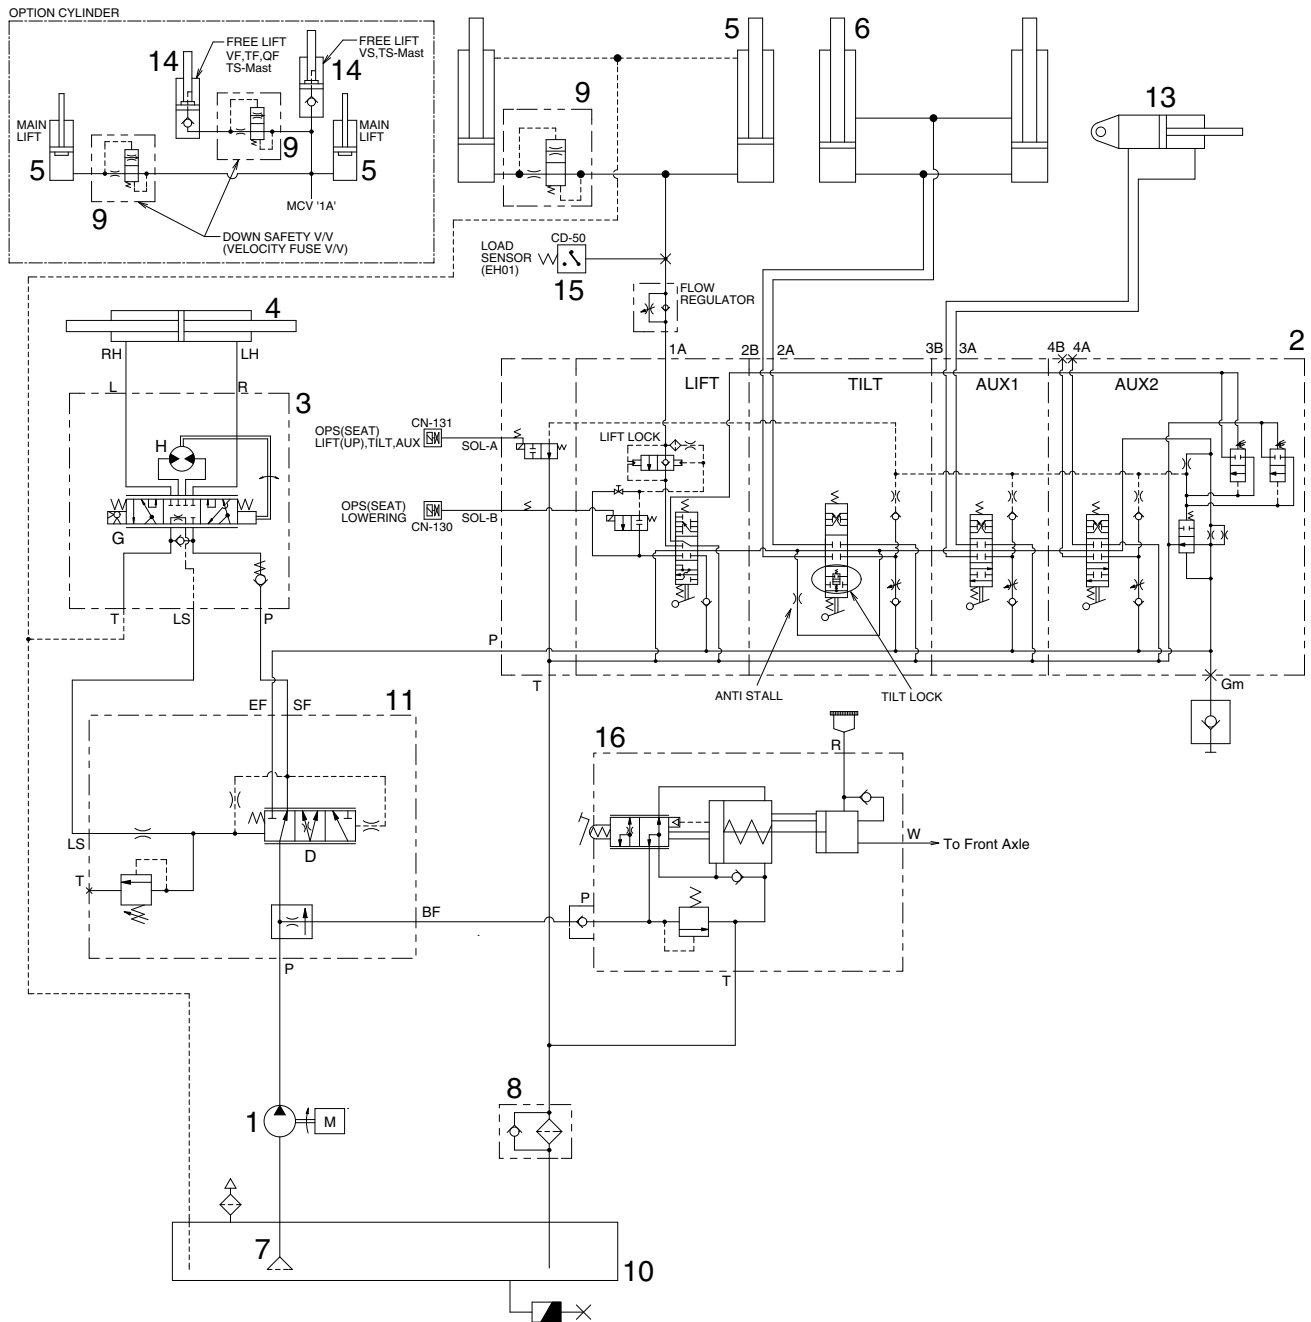 OPTION CYLINDER
FREE LIFT
VF,TF,QF
TS-Mast
14
FREE LIFT
VS,TS-Mast
14
MAIN
LIFT
5
9
9
MAIN
LIFT
5
MCV '1A'
DOWN SAFETY V/V
(VELOCITY FUSE V/V)
5
6
9
13
LOAD
SENSOR
(EH01)
CD-50
15
FLOW
REGULATOR
4
RH
LH
L
R
3
H
G
T
LS
P
1A
2B
2A
3B
3A
4B
4A
2
LIFT
TILT
AUX1
AUX2
OPS(SEAT)
LIFT(UP),TILT,AUX
CN-131
SOL-A
LIFT LOCK
OPS(SEAT)
LOWERING
CN-130
SOL-B
P
T
ANTI STALL
TILT LOCK
Gm
11
EF
SF
LS
D
T
BF
P
16
R
W
To Front Axle
P
T
1
M
8
7
10